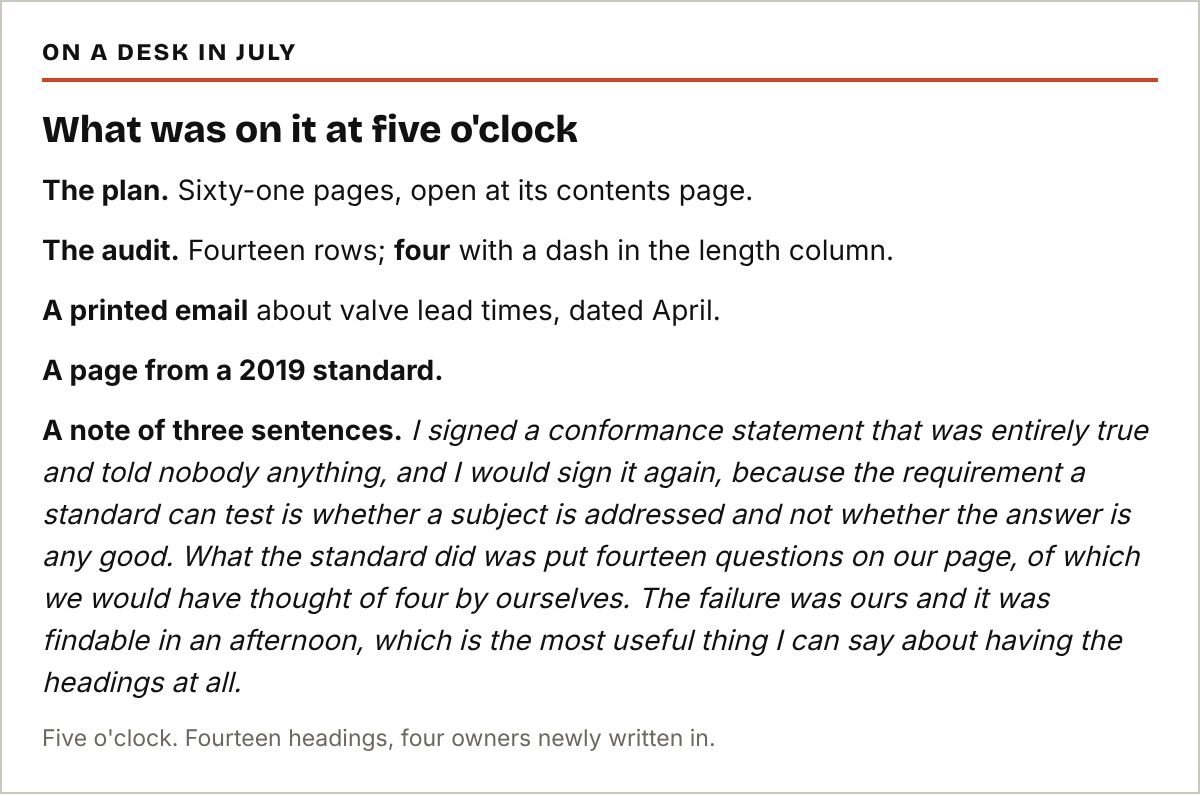 ON A DESK IN JULY
What was on it at five o'clock
The plan. Sixty-one pages, open at its contents page.
The audit. Fourteen rows; four with a dash in the length column.
A printed email about valve lead times, dated April.
A page from a 2019 standard.
A note of three sentences. I signed a conformance statement that was entirely true
and told nobody anything, and I would sign it again, because the requirement a
standard can test is whether a subject is addressed and not whether the answer is
any good. What the standard did was put fourteen questions on our page, of which
we would have thought of four by ourselves. The failure was ours and it was
findable in an afternoon, which is the most useful thing I can say about having the
headings at all.
Five o'clock. Fourteen headings, four owners newly written in.